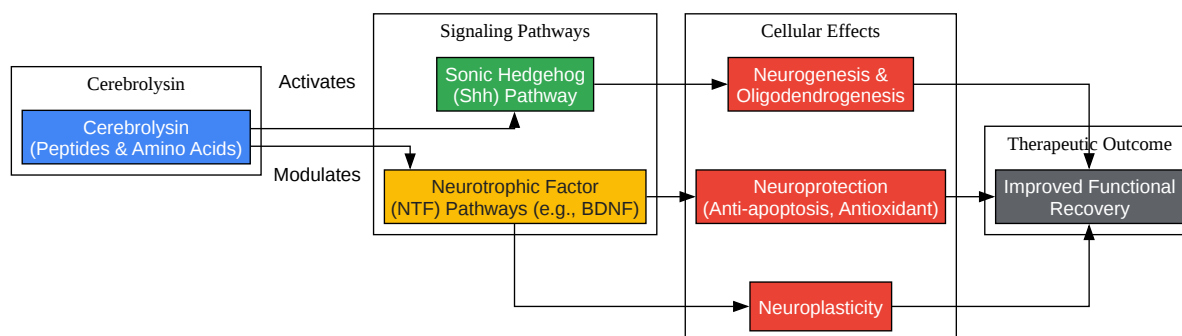 Cerebrolysin
Cerebrolysin
(Peptides & Amino Acids)
Activates
Modulates
Signaling Pathways
Sonic Hedgehog
(Shh) Pathway
Neurotrophic Factor
(NTF) Pathways (e.g., BDNF)
Cellular Effects
Neurogenesis &
Oligodendrogenesis
Neuroprotection
(Anti-apoptosis, Antioxidant)
Neuroplasticity
Therapeutic Outcome
Improved Functional
Recovery